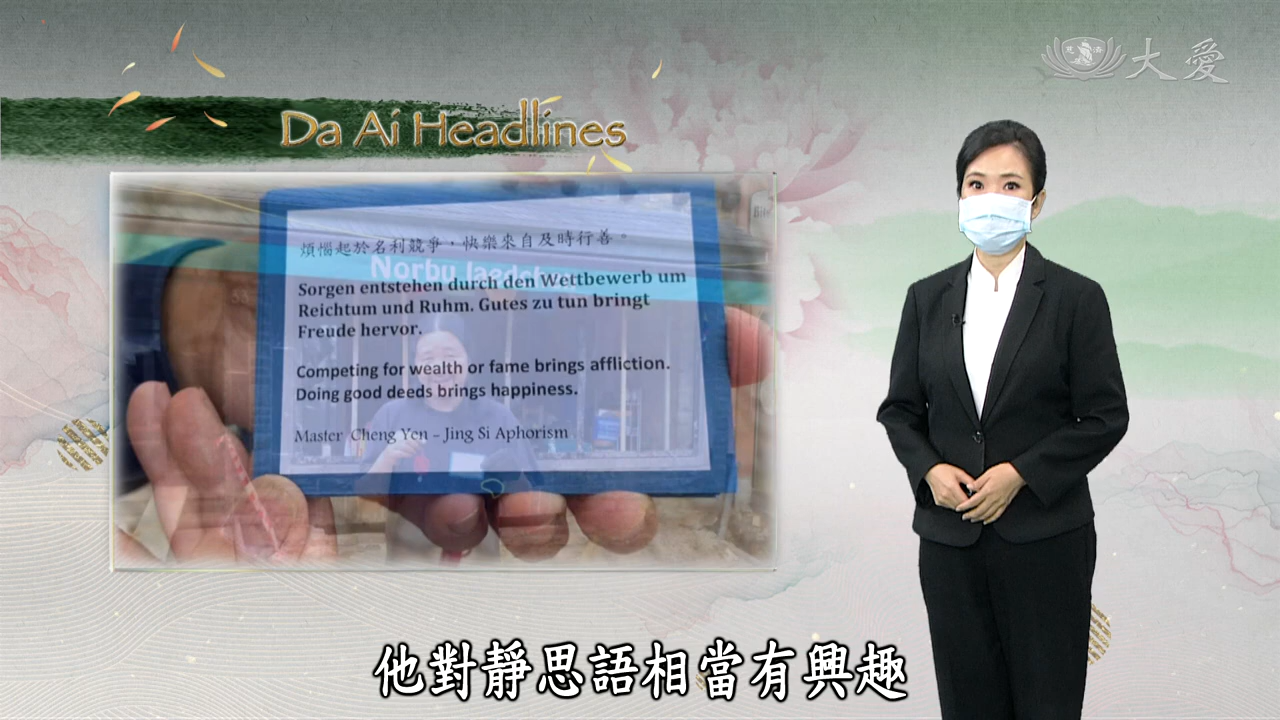 大愛
Da Ai Headlines
煩惱起於名利競爭，快樂來自及時行善。
Norbu
Sorgen entstehen durch den Wettbewerb um
Reichtum und Ruhm. Gutes zu tun bringt
Freude hervor.
Competing for wealth or fame brings affliction.
Doing good deeds brings happiness.
Master Cheng Yen - Jing Si Aphorism
他對靜思語相當有興趣